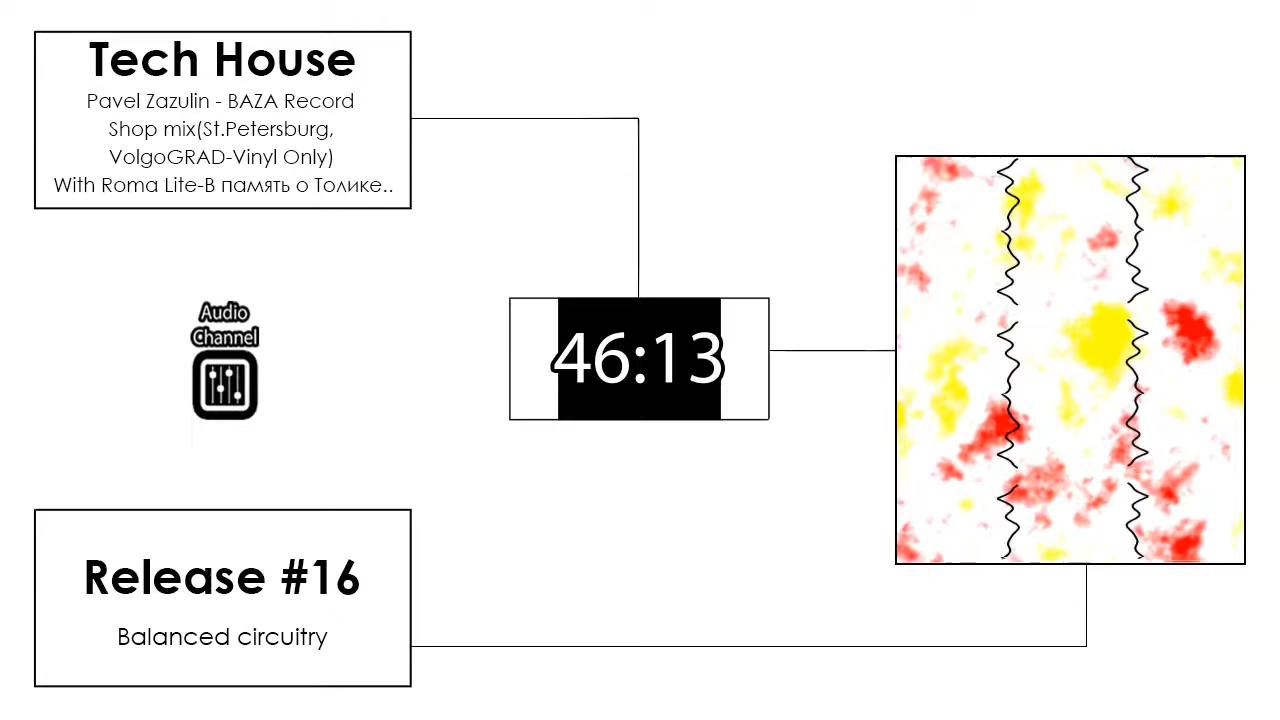 Tech House
Pavel Zazulin - BAZA Record
Shop mix(St.Petersburg,
VolgoGRAD-Vinyl Only)
With Roma Lite-B память о Толике..
Audio
Channel
46:13
Release #16
Balanced circuitry